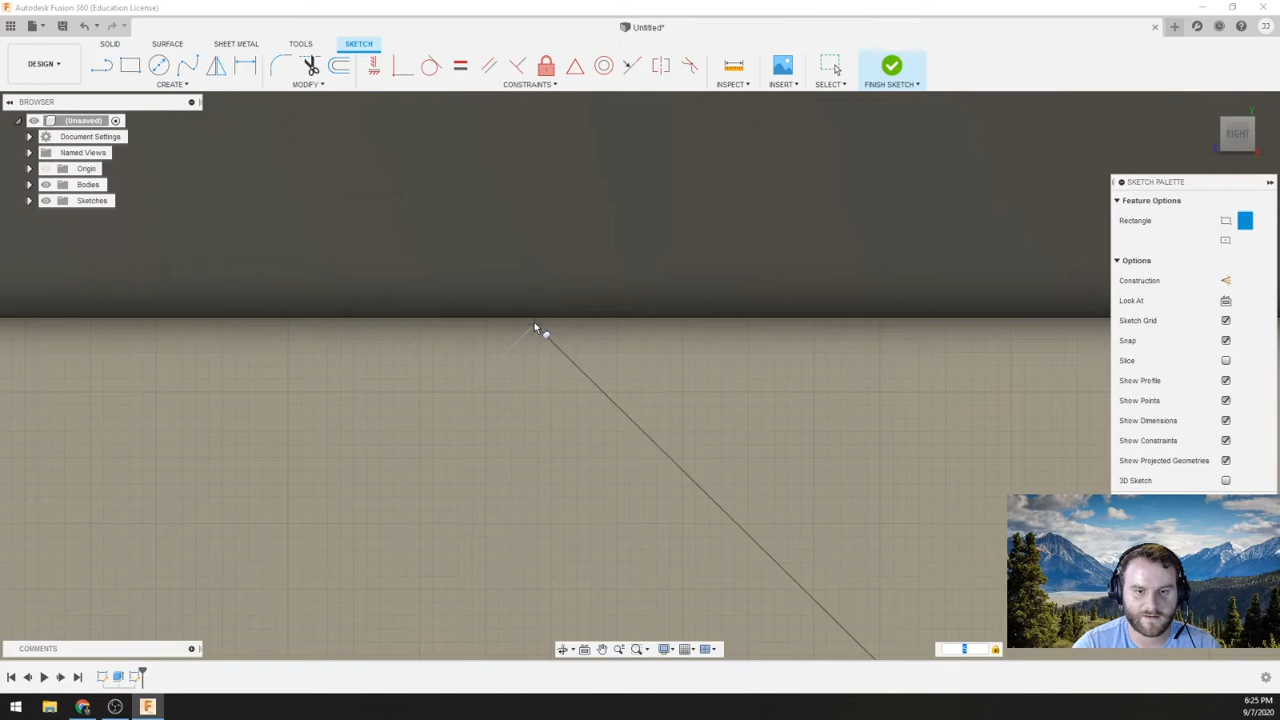 Autodesk Fusion 360 (Education License)
Untitled*
JJ
DESIGN
SOLID
SURFACE
SHEET METAL
TOOLS
SKETCH
CREATE
MODIFY
CONSTRAINTS
INSPECT
INSERT
SELECT
FINISH SKETCH
BROWSER
(Unsaved)
Document Settings
Named Views
Origin
Bodies
Sketches
RIGHT
Y
SKETCH PALETTE
Feature Options
Rectangle
Options
Construction
Look At
Sketch Grid
Snap
Slice
Show Profile
Show Points
Show Dimensions
Show Constraints
Show Projected Geometries
3D Sketch
COMMENTS
6:25 PM
9/7/2020